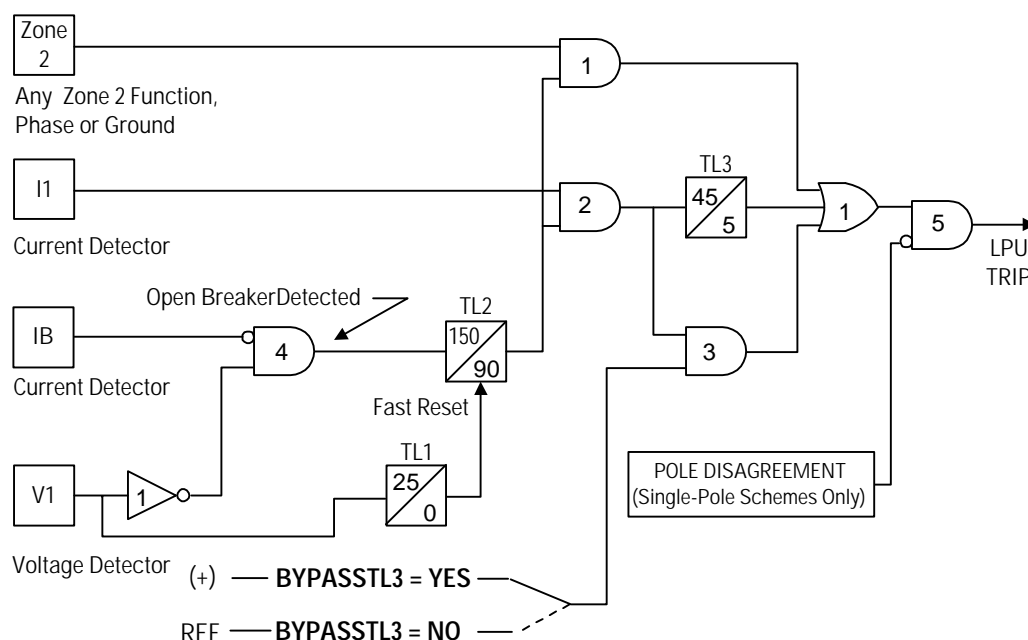 Zone
2
1
Any Zone 2 Function,
Phase or Ground
I1
TL3
45
5
2
1
5
Current Detector
LPU
TRIP
Open BreakerDetected
TL2
IB
150
90
4
3
Current Detector
Fast Reset
TL1
V1
1
25
0
POLE DISAGREEMENT
(Single-Pole Schemes Only)
Voltage Detector
(+)
BYPASSTL3 = YES
REF
BYPASSTL3 = NO